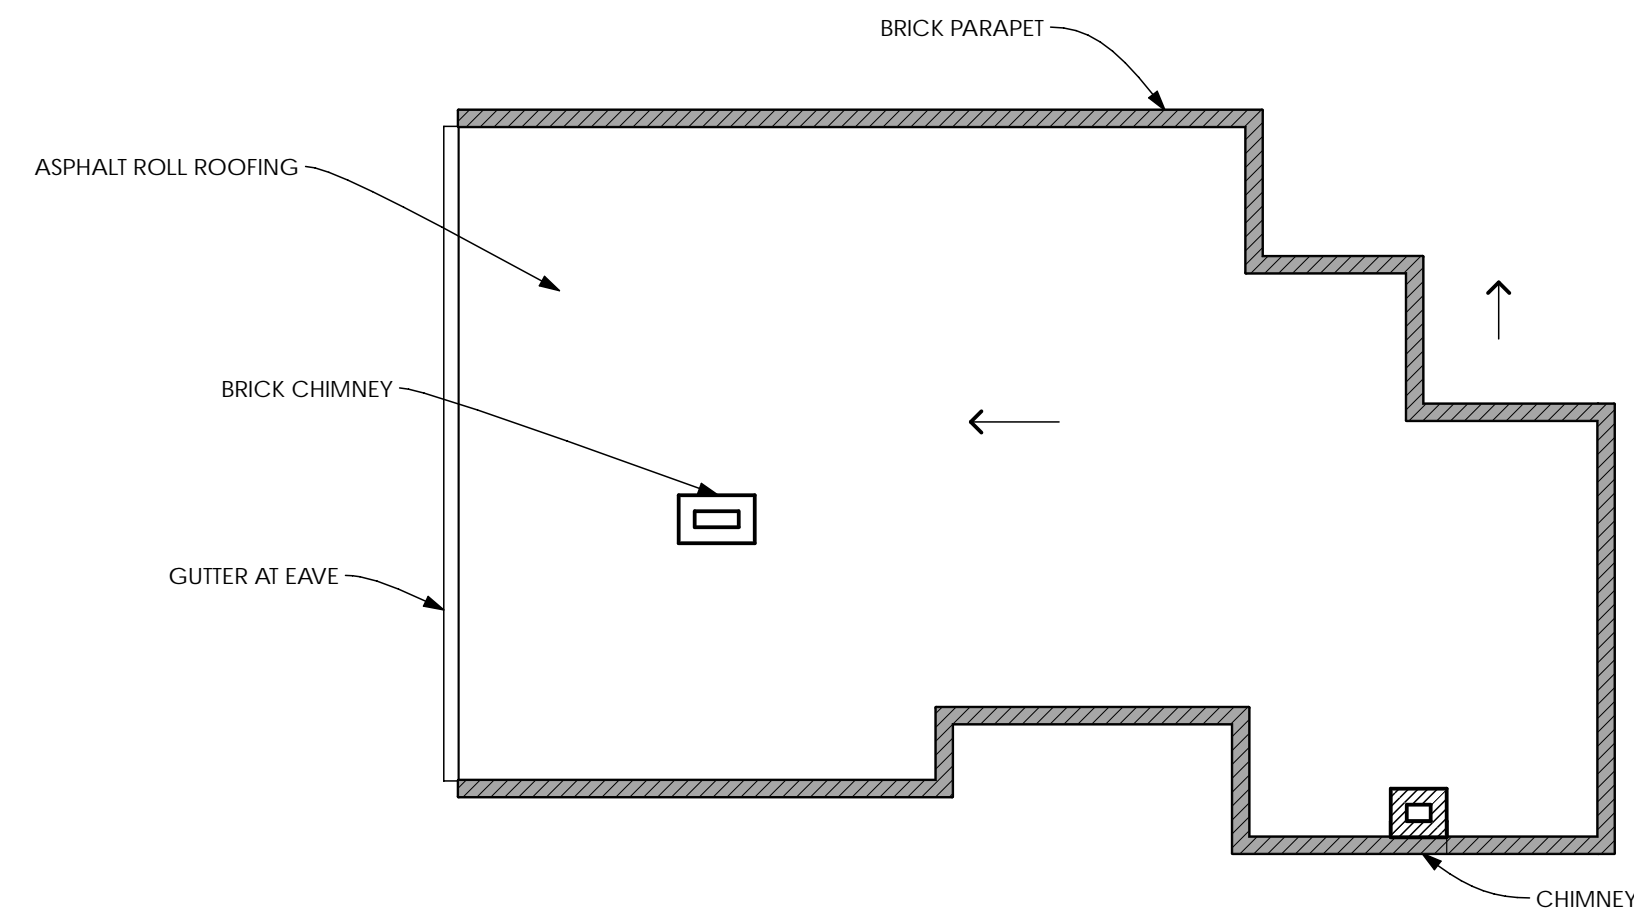 BRICK PARAPET
ASPHALT ROLL ROOFING
BRICK CHIMNEY
GUTTER AT EAVE
CHIMNEY